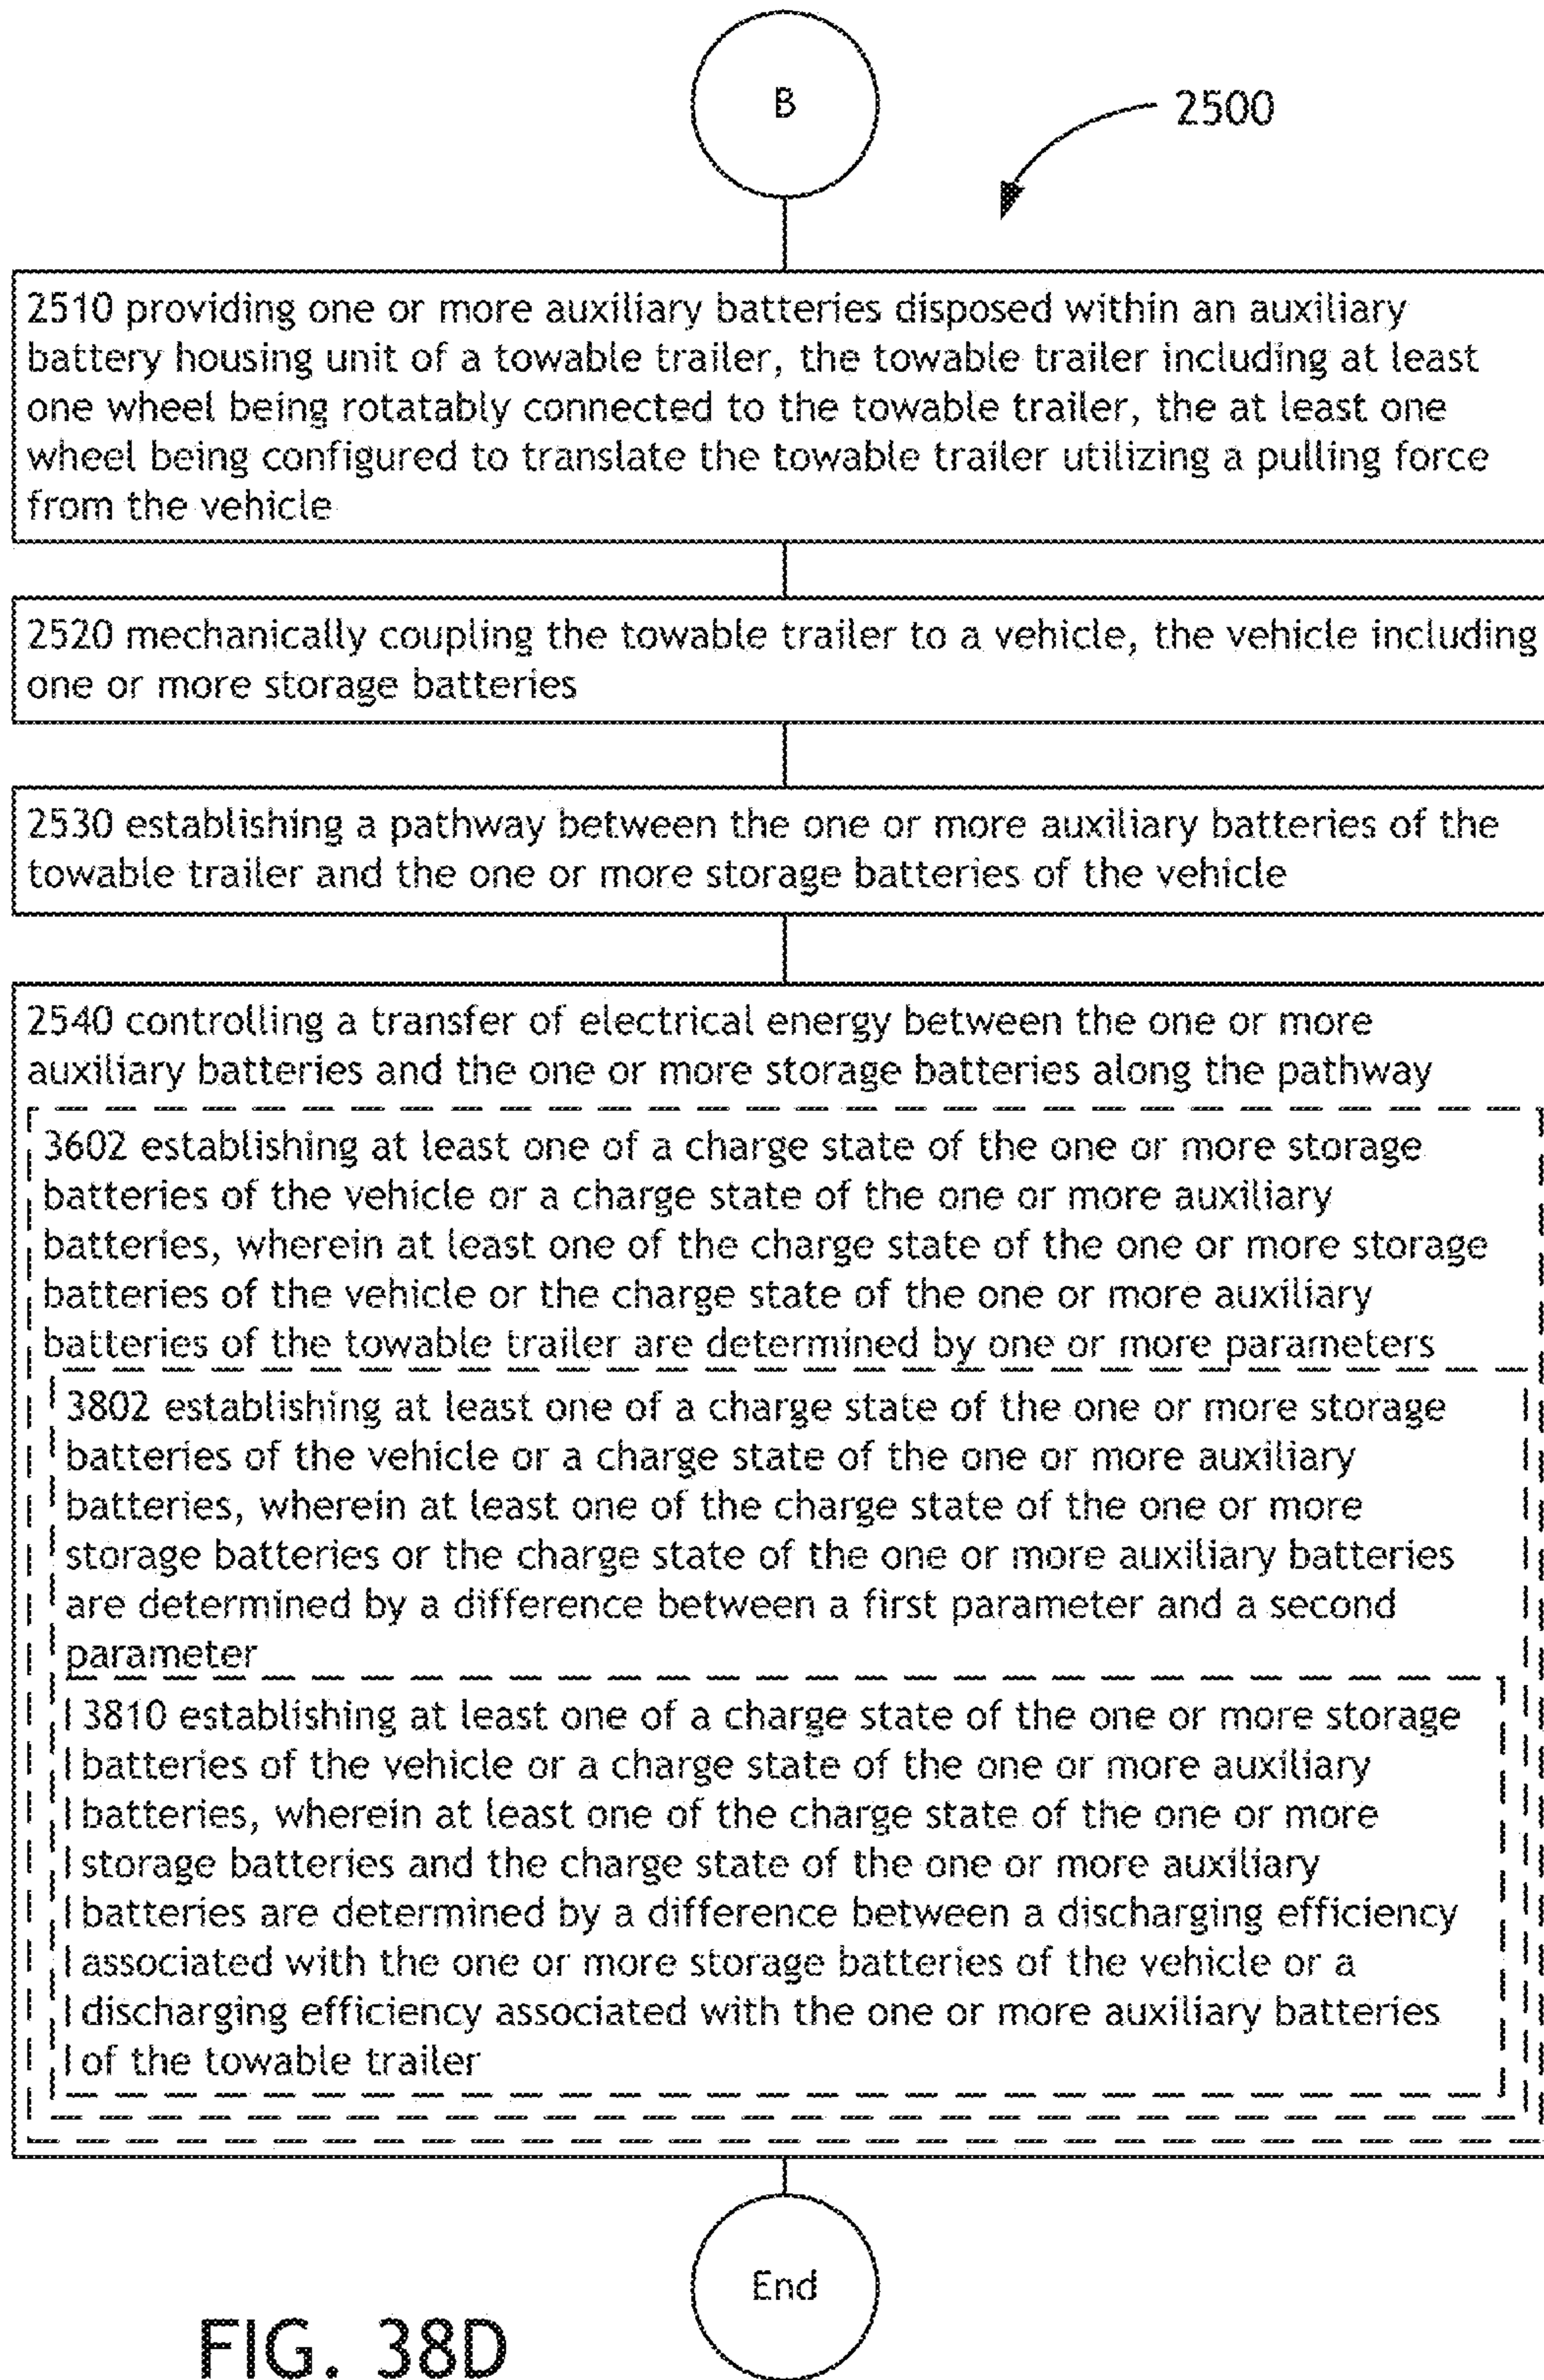 B
2500
2510 providing one or more auxiliary batteries disposed within an auxiliary
battery housing unit of a towable trailer, the towable trailer including at least
one wheel being rotatably connected to the towable trailer, the at least one
wheel being configured to translate the towable trailer utilizing a pulling force
from the vehicle
2520 mechanically coupling the towable trailer to a vehicle, the vehicle including
one or more storage batteries
2530 establishing a pathway between the one or more auxiliary batteries of the
towable trailer and the one or more storage batteries of the vehicle
2540 controlling a transfer of electrical energy between the one or more
auxiliary batteries and the one or more storage batteries along the pathway
3602 establishing at least one of a charge state of the one or more storage
batteries of the vehicle or a charge state of the one or more auxiliary
batteries, wherein at least one of the charge state of the one or more storage
batteries of the vehicle or the charge state of the one or more auxiliary
batteries of the towable trailer are determined by one or more parameters
3802 establishing at least one of a charge state of the one or more storage
batteries of the vehicle or a charge state of the one or more auxiliary
batteries, wherein at least one of the charge state of the one or more
storage batteries or the charge state of the one or more auxiliary batteries
are determined by a difference between a first parameter and a second
parameter
3810 establishing at least one of a charge state of the one or more storage
batteries of the vehicle or a charge state of the one or more auxiliary
batteries, wherein at least one of the charge state of the one or more
storage batteries and the charge state of the one or more auxiliary
batteries are determined by a difference between a discharging efficiency
associated with the one or more storage batteries of the vehicle or a
discharging efficiency associated with the one or more auxiliary batteries
of the towable trailer
End
FIG. 38D